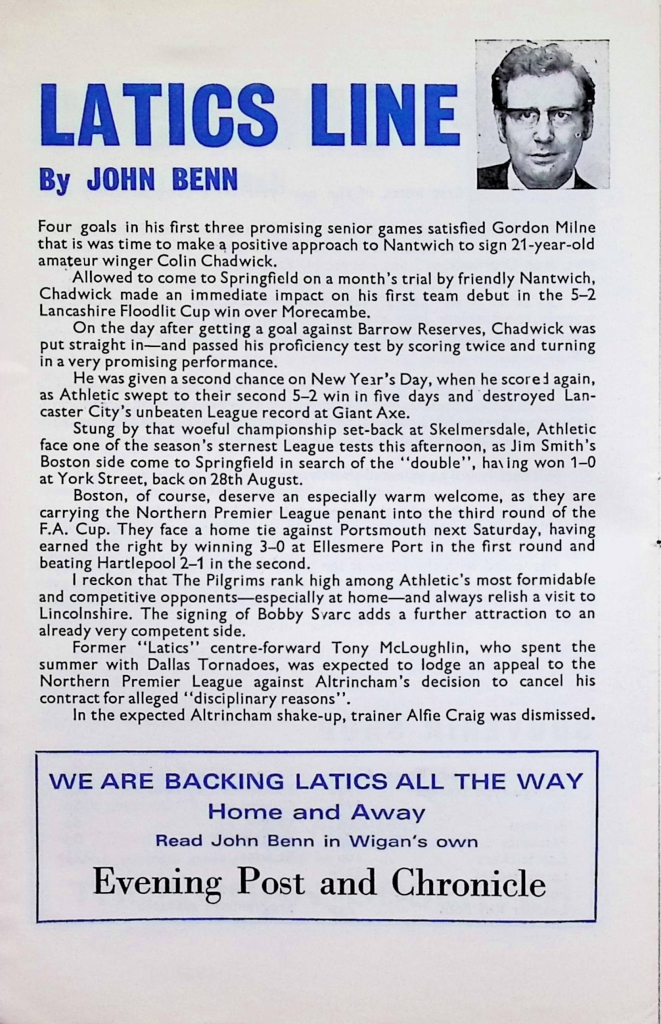 LATICS LINE
By JOHN BENN
Four goals in his first three promising senior games satisfied Gordon Milne
that is was time to make a positive approach to Nantwich to sign 21-year-old
amateur winger Colin Chadwick.
Allowed to come to Springfield on a month's trial by friendly Nantwich,
Chadwick made an immediate impact on his first team debut in the 5–2
Lancashire Floodlit Cup win over Morecambe.
On the day after getting a goal against Barrow Reserves, Chadwick was
put straight in—and passed his proficiency test by scoring twice and turning
in a very promising performance.
He was given a second chance on New Year's Day, when he scored again,
as Athletic swept to their second 5–2 win in five days and destroyed Lan-
caster City's unbeaten League record at Giant Axe.
Stung by that woeful championship set-back at Skelmersdale, Athletic
face one of the season's sternest League tests this afternoon, as Jim Smith's
Boston side come to Springfield in search of the "double", having won 1–0
at York Street, back on 28th August.
Boston, of course, deserve an especially warm welcome, as they are
carrying the Northern Premier League penant into the third round of the
F.A. Cup. They face a home tie against Portsmouth next Saturday, having
earned the right by winning 3–0 at Ellesmere Port in the first round and
beating Hartlepool 2–1 in the second.
I reckon that The Pilgrims rank high among Athletic's most formidable
and competitive opponents—especially at home—and always relish a visit to
Lincolnshire. The signing of Bobby Svarc adds a further attraction to an
already very competent side.
Former "Latics" centre-forward Tony McLoughlin, who spent the
summer with Dallas Tornadoes, was expected to lodge an appeal to the
Northern Premier League against Altrincham's decision to cancel his
contract for alleged "disciplinary reasons".
In the expected Altrincham shake-up, trainer Alfie Craig was dismissed.
WE ARE BACKING LATICS ALL THE WAY
Home and Away
Read John Benn in Wigan's own
Evening Post and Chronicle